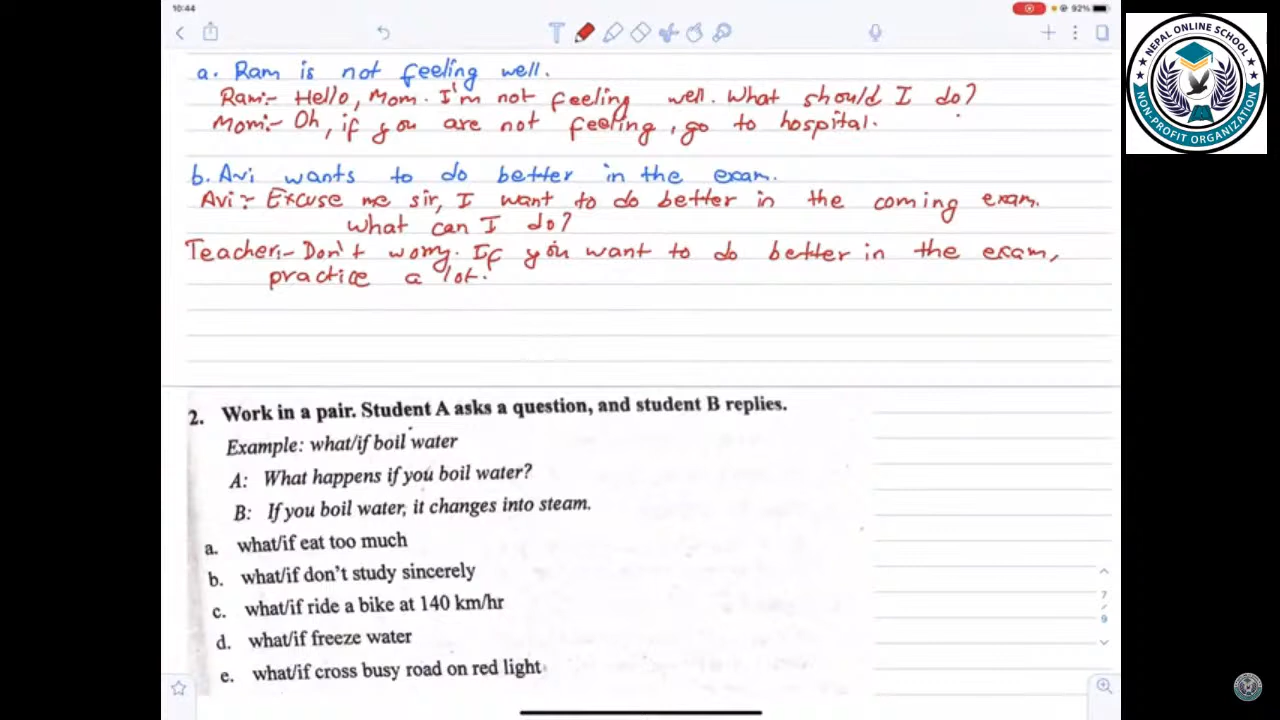 10:44
92%
a. Ram is not feeling well.
Ram:- Hello, Mom. I'm not feeling well. What should I do?
Mom:- Oh, if you are not feeling, go to hospital.
b. Avi wants to do better in the exam.
Avi:- Excuse me sir, I want to do better in the coming exam.
what can I do?
Teacher:- Don't worry. If you want to do better in the exam,
practice a lot.
2. Work in a pair. Student A asks a question, and student B replies.
Example: what/if boil water
A: What happens if you boil water?
B: If you boil water, it changes into steam.
a. what/if eat too much
b. what/if don't study sincerely
c. what/if ride a bike at 140 km/hr
d. what/if freeze water
e. what/if cross busy road on red light
7
/
9
NEPAL ONLINE SCHOOL
NON-PROFIT ORGANIZATION